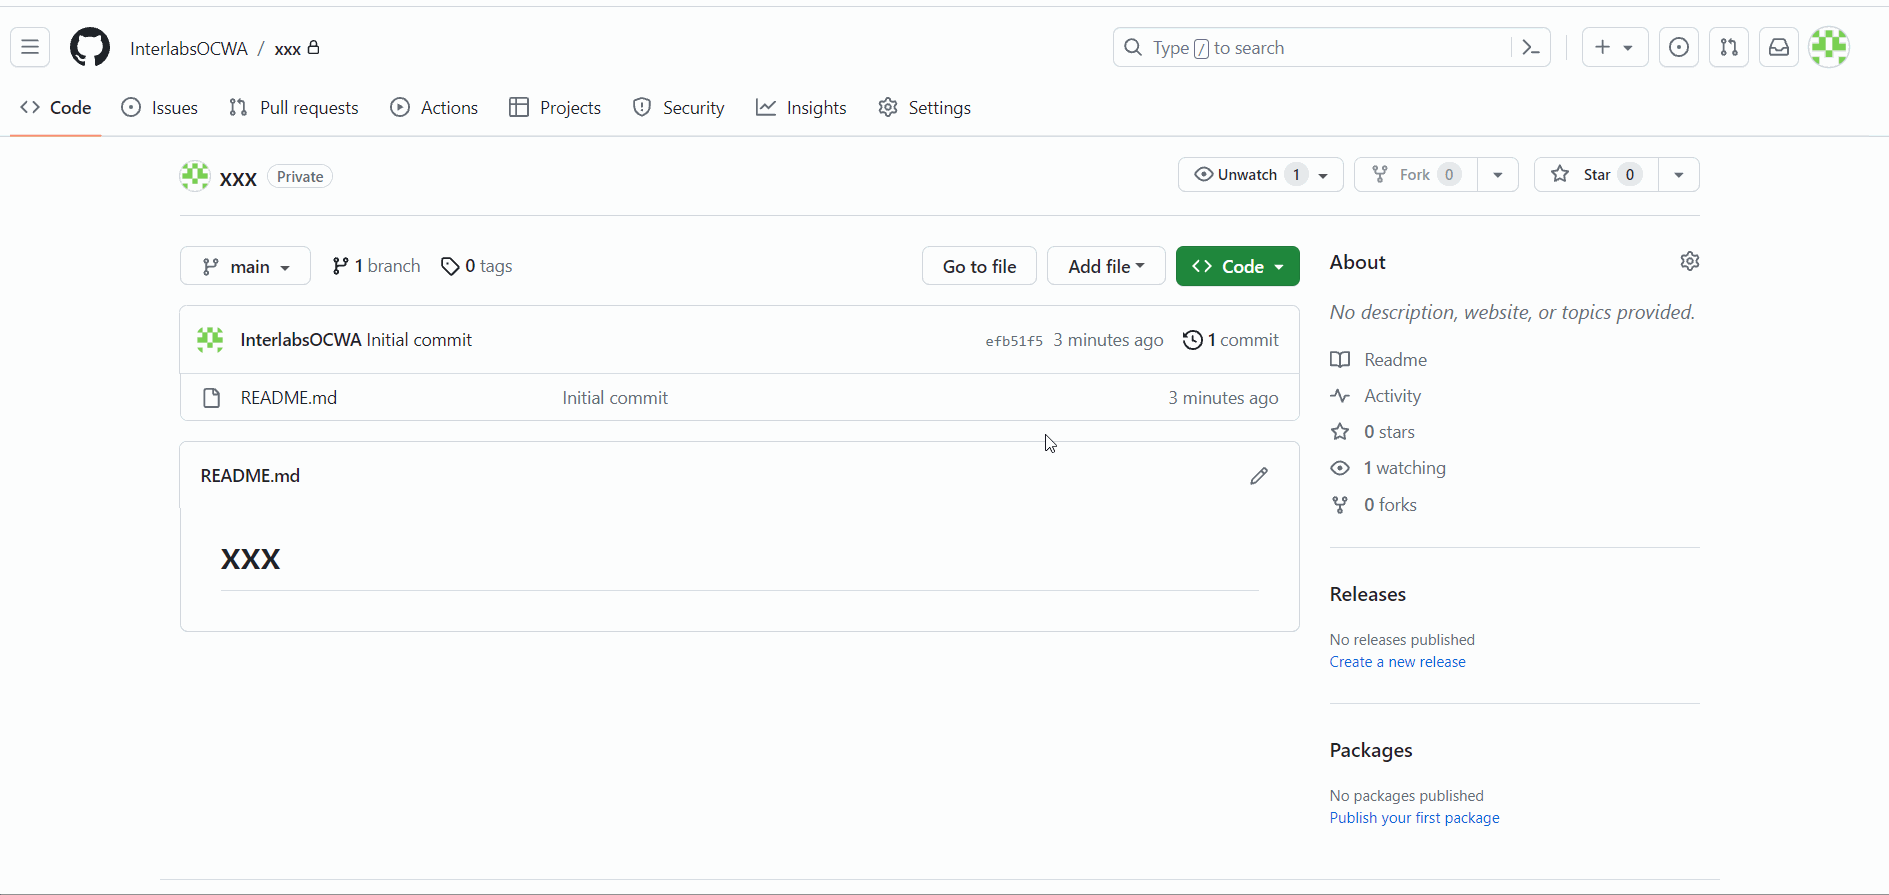 InterlabsOCWA / xxx
Type / to search
Code Issues Pull requests Actions Projects Security Insights Settings
xxx Private
Unwatch 1 Fork 0 Star 0
main 1 branch 0 tags
Go to file Add file Code
InterlabsOCWA Initial commit efb51f5 3 minutes ago 1 commit
README.md Initial commit 3 minutes ago
README.md
xxx
About
No description, website, or topics provided.
Readme
Activity
0 stars
1 watching
0 forks
Releases
No releases published
Create a new release
Packages
No packages published
Publish your first package